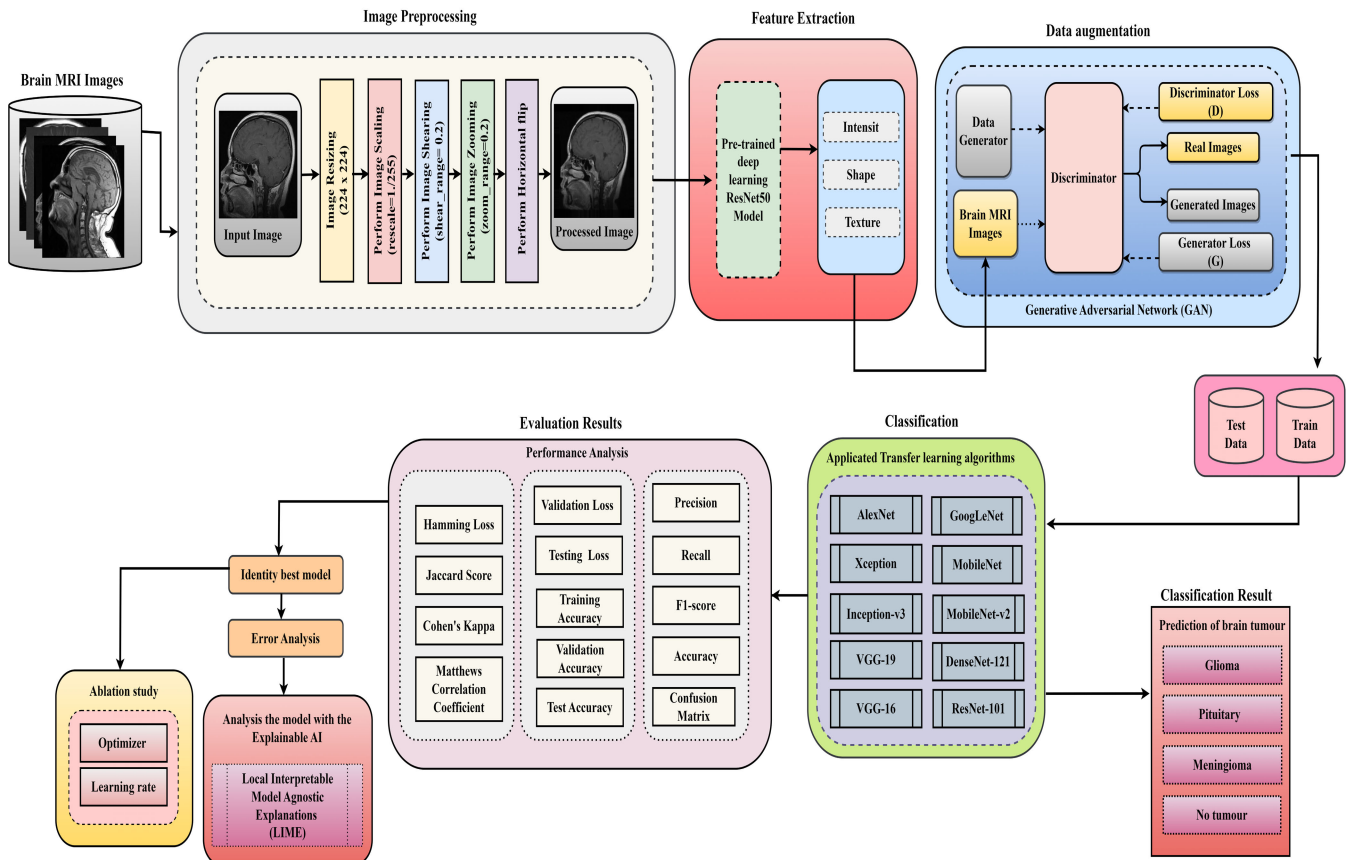 Brain MRI Images
Image Preprocessing
Input Image
Image Resizing
(224 x 224)
Perform Image Scaling
(rescale=1./255)
Perform Image Shearing
(shear_range= 0.2)
Perform Image Zooming
(zoom_range=0.2)
Perform Horizontal flip
Processed Image
Feature Extraction
Pre-trained
deep
learning
ResNet50
Model
Intensit
Shape
Texture
Data augmentation
Data
Generator
Brain MRI
Images
Discriminator
Discriminator Loss
(D)
Real Images
Generated Images
Generator Loss
(G)
Generative Adversarial Network (GAN)
Test
Data
Train
Data
Classification
Applicated Transfer learning algorithms
AlexNet
GoogLeNet
Xception
MobileNet
Inception-v3
MobileNet-v2
VGG-19
DenseNet-121
VGG-16
ResNet-101
Classification Result
Prediction of brain tumour
Glioma
Pituitary
Meningioma
No tumour
Evaluation Results
Performance Analysis
Hamming Loss
Jaccard Score
Cohen's Kappa
Matthews
Correlation
Coefficient
Validation Loss
Testing Loss
Training
Accuracy
Validation
Accuracy
Test Accuracy
Precision
Recall
F1-score
Accuracy
Confusion
Matrix
Identity best model
Error Analysis
Ablation study
Optimizer
Learning rate
Analysis the model with the
Explainable AI
Local Interpretable
Model Agnostic
Explanations
(LIME)